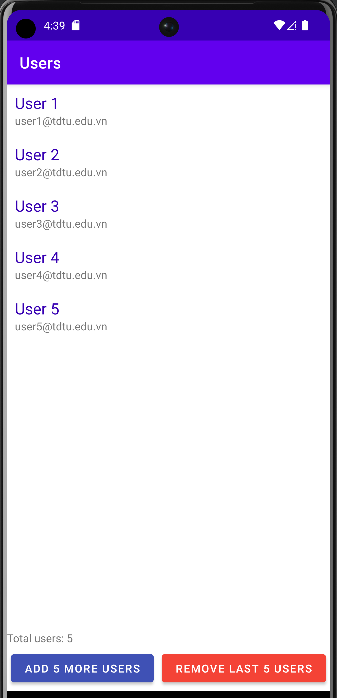 4:39
Users
User 1
user1@tdtu.edu.vn
User 2
user2@tdtu.edu.vn
User 3
user3@tdtu.edu.vn
User 4
user4@tdtu.edu.vn
User 5
user5@tdtu.edu.vn
Total users: 5
ADD 5 MORE USERS
REMOVE LAST 5 USERS